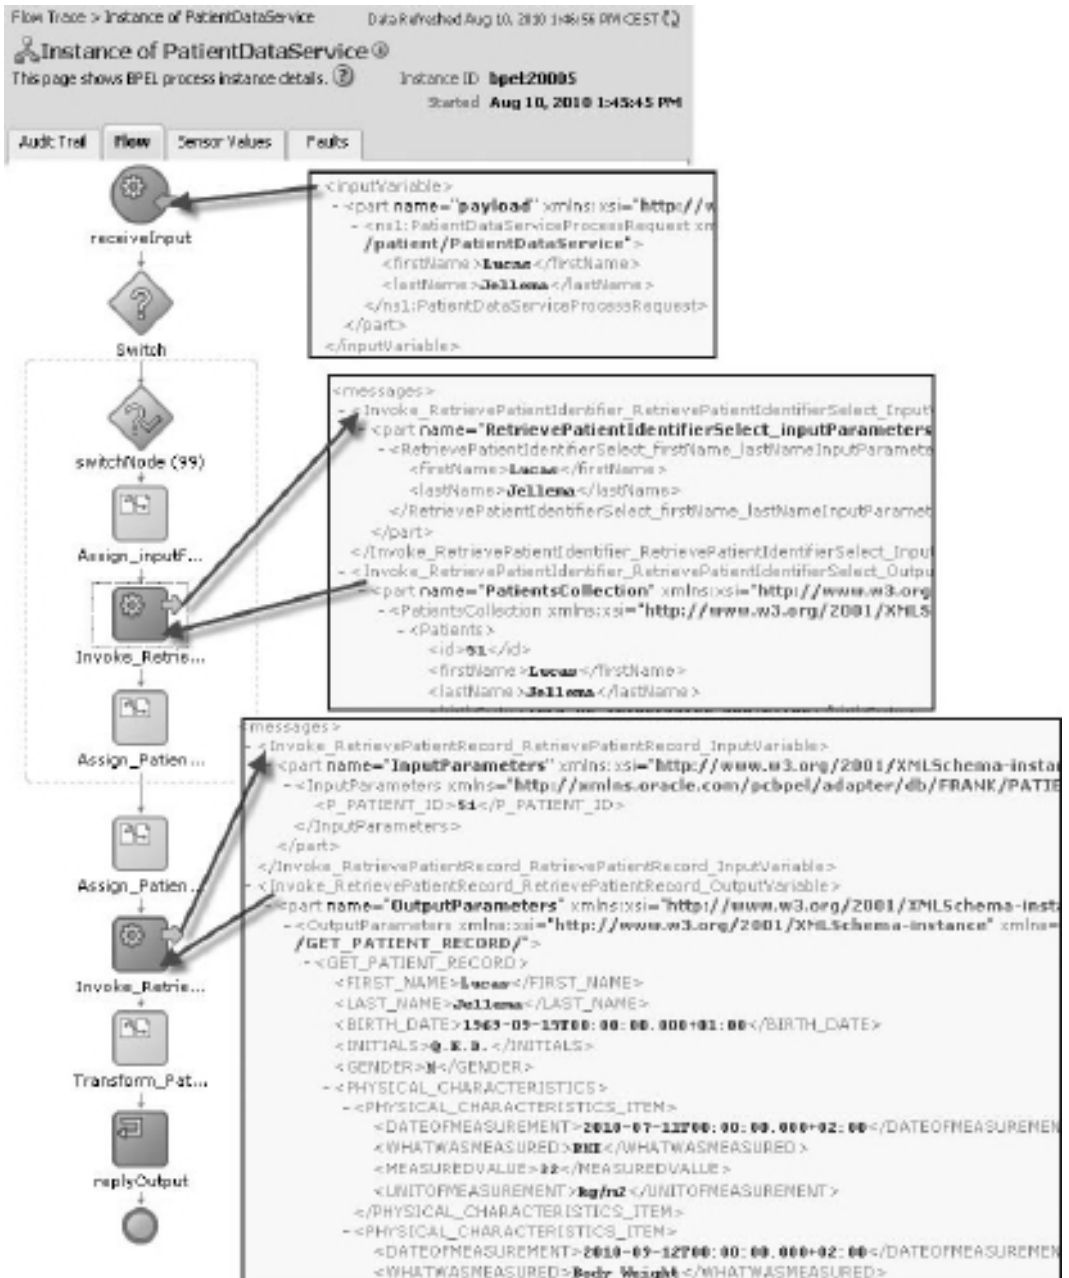 Flow Trace > Instance of PatientDataService
Data Refreshed Aug 10, 2010 1:46:56 PM CEST
Instance of PatientDataService
This page shows BPEL process instance details.
Instance ID bpel:20005
Started Aug 10, 2010 1:45:45 PM
Audit Trail Flow Sensor Values Faults
receiveInput
Switch
switchNode (99)
Assign_inputF...
Invoke_Retrie...
Assign_Patien...
Assign_Patien...
Invoke_Retrie...
Transform_Pat...
replyOutput
<inputVariable>
- <part name="payload" xmlns:xsi="http://w
- <ns1:PatientDataServiceProcessRequest xm
/patient/PatientDataService">
<firstName>Lucas</firstName>
<lastName>Jellema</lastName>
</ns1:PatientDataServiceProcessRequest>
</part>
</inputVariable>
<messages>
- <Invoke_RetrievePatientIdentifier_RetrievePatientIdentifierSelect_InputV
<part name="RetrievePatientIdentifierSelect_inputParameters
- <RetrievePatientIdentifierSelect_firstName_lastNameInputParamete
<firstName>Lucas</firstName>
<lastName>Jellema</lastName>
</RetrievePatientIdentifierSelect_firstName_lastNameInputParamet
</part>
</Invoke_RetrievePatientIdentifier_RetrievePatientIdentifierSelect_Input
- <Invoke_RetrievePatientIdentifier_RetrievePatientIdentifierSelect_Outpu
- <part name="PatientsCollection" xmlns:xsi="http://www.w3.org
- <PatientsCollection xmlns:xsi="http://www.w3.org/2001/XMLS
- <Patients>
<id>51</id>
<firstName>Lucas</firstName>
<lastName>Jellema</lastName>
<messages>
- <Invoke_RetrievePatientRecord_RetrievePatientRecord_InputVariable>
- <part name="InputParameters" xmlns:xsi="http://www.w3.org/2001/XMLSchema-instan
- <InputParameters xmlns="http://xmlns.oracle.com/pcbpel/adapter/db/FRANK/PATIE
<P_PATIENT_ID>51</P_PATIENT_ID>
</InputParameters>
</part>
</Invoke_RetrievePatientRecord_RetrievePatientRecord_InputVariable>
- <Invoke_RetrievePatientRecord_RetrievePatientRecord_OutputVariable>
- <part name="OutputParameters" xmlns:xsi="http://www.w3.org/2001/XMLSchema-insta
- <OutputParameters xmlns:xsi="http://www.w3.org/2001/XMLSchema-instance" xmlns=
/GET_PATIENT_RECORD/">
- <GET_PATIENT_RECORD>
<FIRST_NAME>Lucas</FIRST_NAME>
<LAST_NAME>Jellema</LAST_NAME>
<BIRTH_DATE>1969-09-15T00:00:00.000+01:00</BIRTH_DATE>
<INITIALS>Q.E.D.</INITIALS>
<GENDER>M</GENDER>
- <PHYSICAL_CHARACTERISTICS>
- <PHYSICAL_CHARACTERISTICS_ITEM>
<DATEOFMEASUREMENT>2010-07-11T00:00:00.000+02:00</DATEOFMEASUREMEN
<WHATWASMEASURED>BMI</WHATWASMEASURED>
<MEASUREDVALUE>22</MEASUREDVALUE>
<UNITOFMEASUREMENT>kg/m2</UNITOFMEASUREMENT>
</PHYSICAL_CHARACTERISTICS_ITEM>
- <PHYSICAL_CHARACTERISTICS_ITEM>
<DATEOFMEASUREMENT>2010-09-12T00:00:00.000+02:00</DATEOFMEASUREMEN
<WHATWASMEASURED>Body Weight</WHATWASMEASURED>